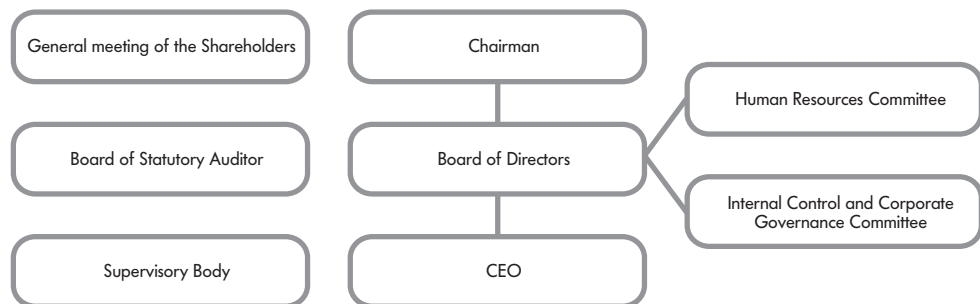 General meeting of the Shareholders
Chairman
Human Resources Committee
Board of Statutory Auditor
Board of Directors
Internal Control and Corporate
Governance Committee
Supervisory Body
CEO